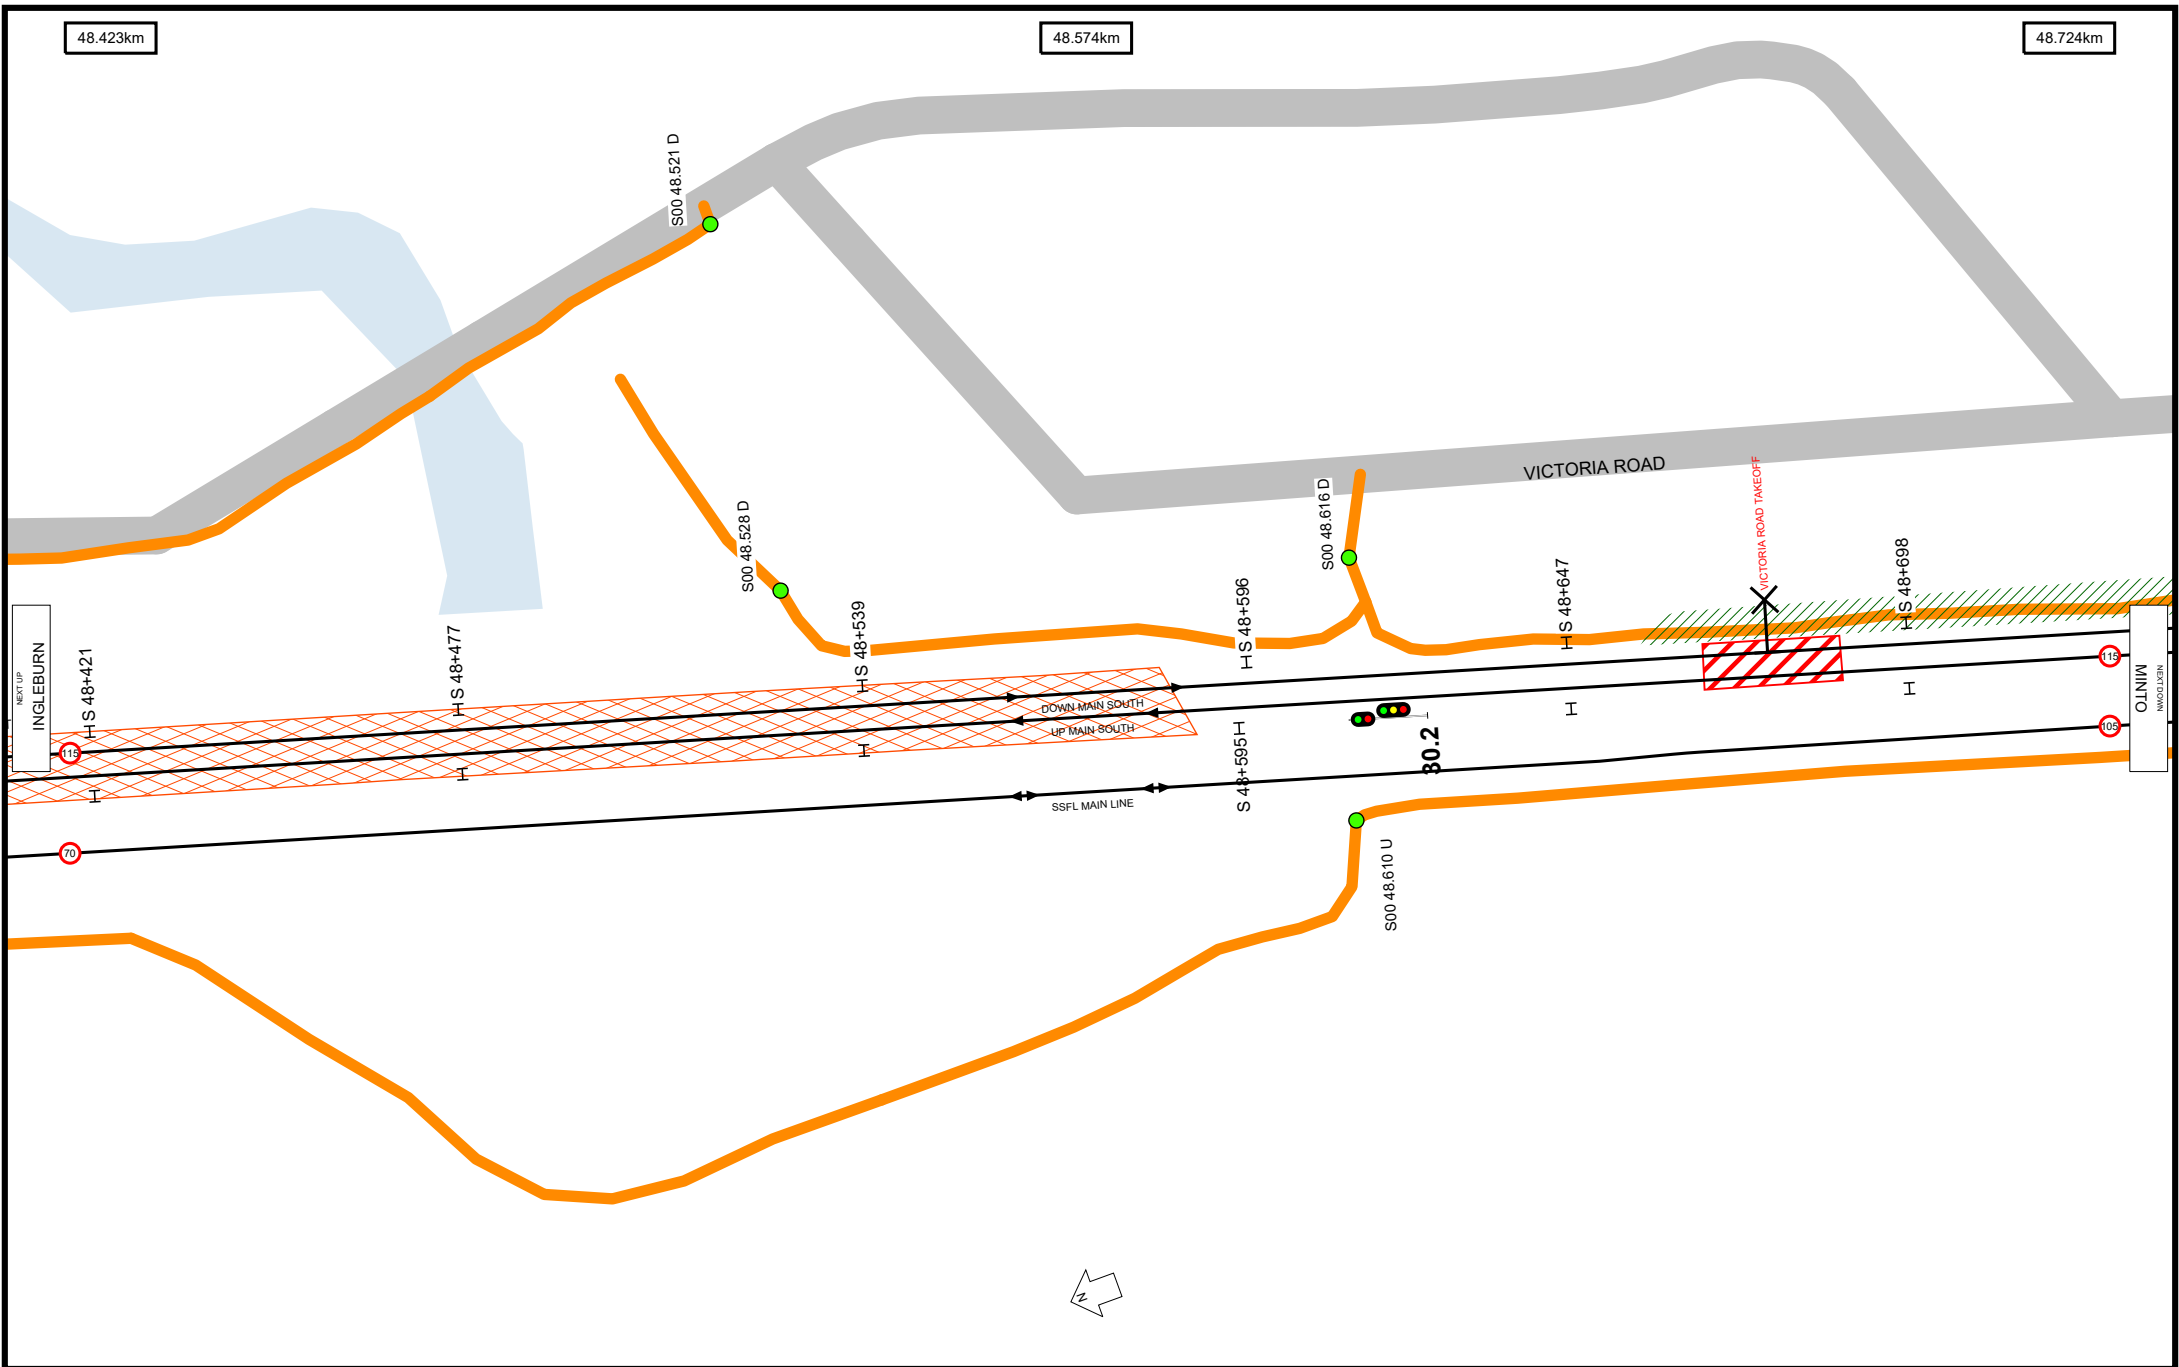 48.423km
48.574km
48.724km
S00 48.521 D
VICTORIA ROAD
VICTORIA ROAD TAKEOFF
S00 48.528 D
S00 48.616 D
S 48+421
S 48+477
S 48+539
S 48+596
S 48+647
S 48+698
NEXT UP
INGLEBURN
MINTO
NEXT DOWN
115
DOWN MAIN SOUTH
UP MAIN SOUTH
115
SSFL MAIN LINE
S 48+595
30.2
105
70
S00 48.610 U
N